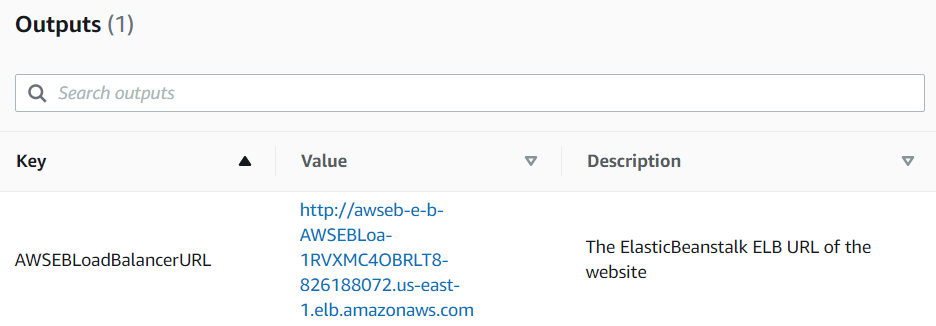 Outputs (1)
Search outputs
Key Value Description
http://awseb-e-b-
AWSEBLoa-
1RVXMC4OBRLT8-
826188072.us-east-
1.elb.amazonaws.com
AWSEBLoadBalancerURL
The ElasticBeanstalk ELB URL of the
website